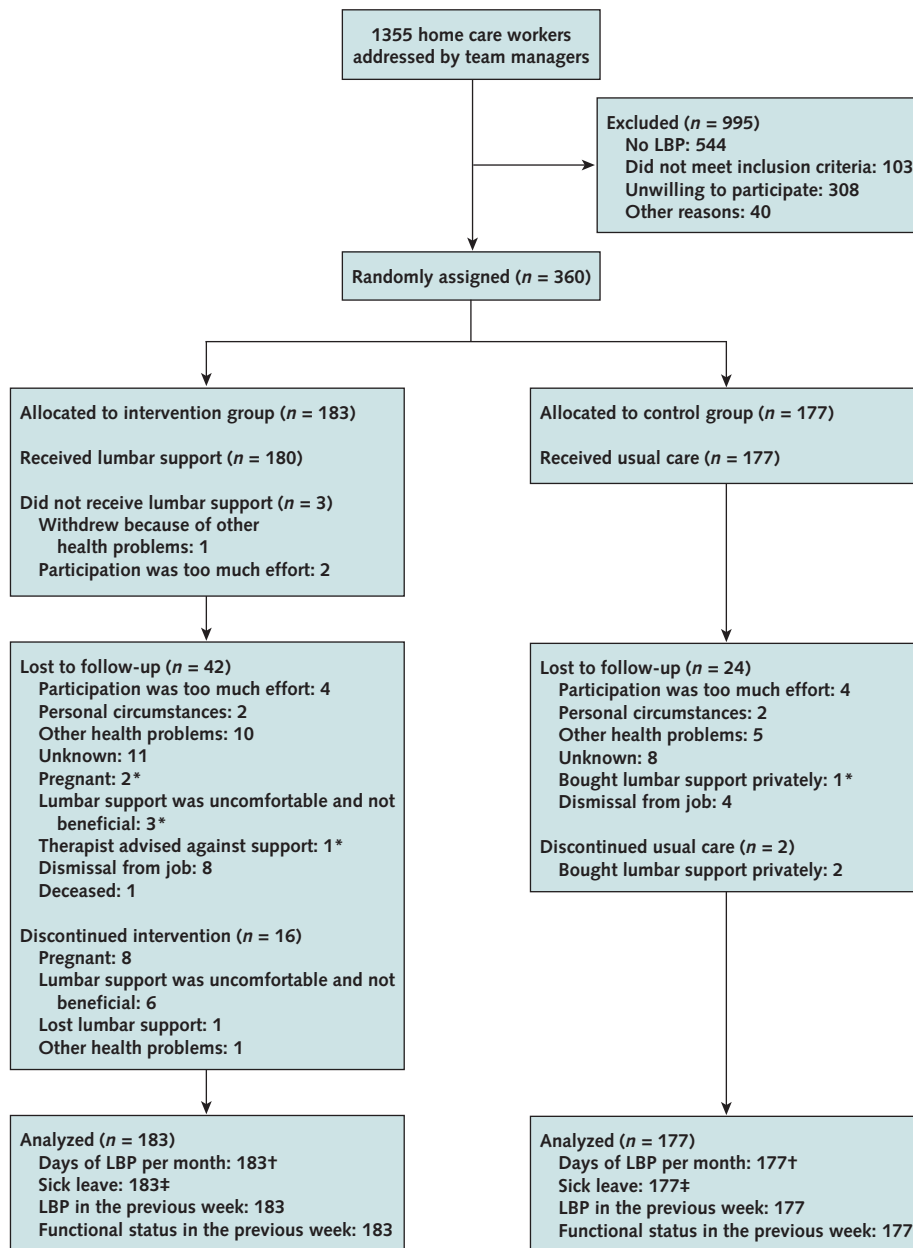 1355 home care workers
addressed by team managers
Excluded (n = 995)
No LBP: 544
Did not meet inclusion criteria: 103
Unwilling to participate: 308
Other reasons: 40
Randomly assigned (n = 360)
Allocated to intervention group (n = 183)
Received lumbar support (n = 180)
Did not receive lumbar support (n = 3)
Withdrew because of other
health problems: 1
Participation was too much effort: 2
Allocated to control group (n = 177)
Received usual care (n = 177)
Lost to follow-up (n = 42)
Participation was too much effort: 4
Personal circumstances: 2
Other health problems: 10
Unknown: 11
Pregnant: 2*
Lumbar support was uncomfortable and not
beneficial: 3*
Therapist advised against support: 1*
Dismissal from job: 8
Deceased: 1
Discontinued intervention (n = 16)
Pregnant: 8
Lumbar support was uncomfortable and not
beneficial: 6
Lost lumbar support: 1
Other health problems: 1
Lost to follow-up (n = 24)
Participation was too much effort: 4
Personal circumstances: 2
Other health problems: 5
Unknown: 8
Bought lumbar support privately: 1*
Dismissal from job: 4
Discontinued usual care (n = 2)
Bought lumbar support privately: 2
Analyzed (n = 183)
Days of LBP per month: 183†
Sick leave: 183‡
LBP in the previous week: 183
Functional status in the previous week: 183
Analyzed (n = 177)
Days of LBP per month: 177†
Sick leave: 177‡
LBP in the previous week: 177
Functional status in the previous week: 177